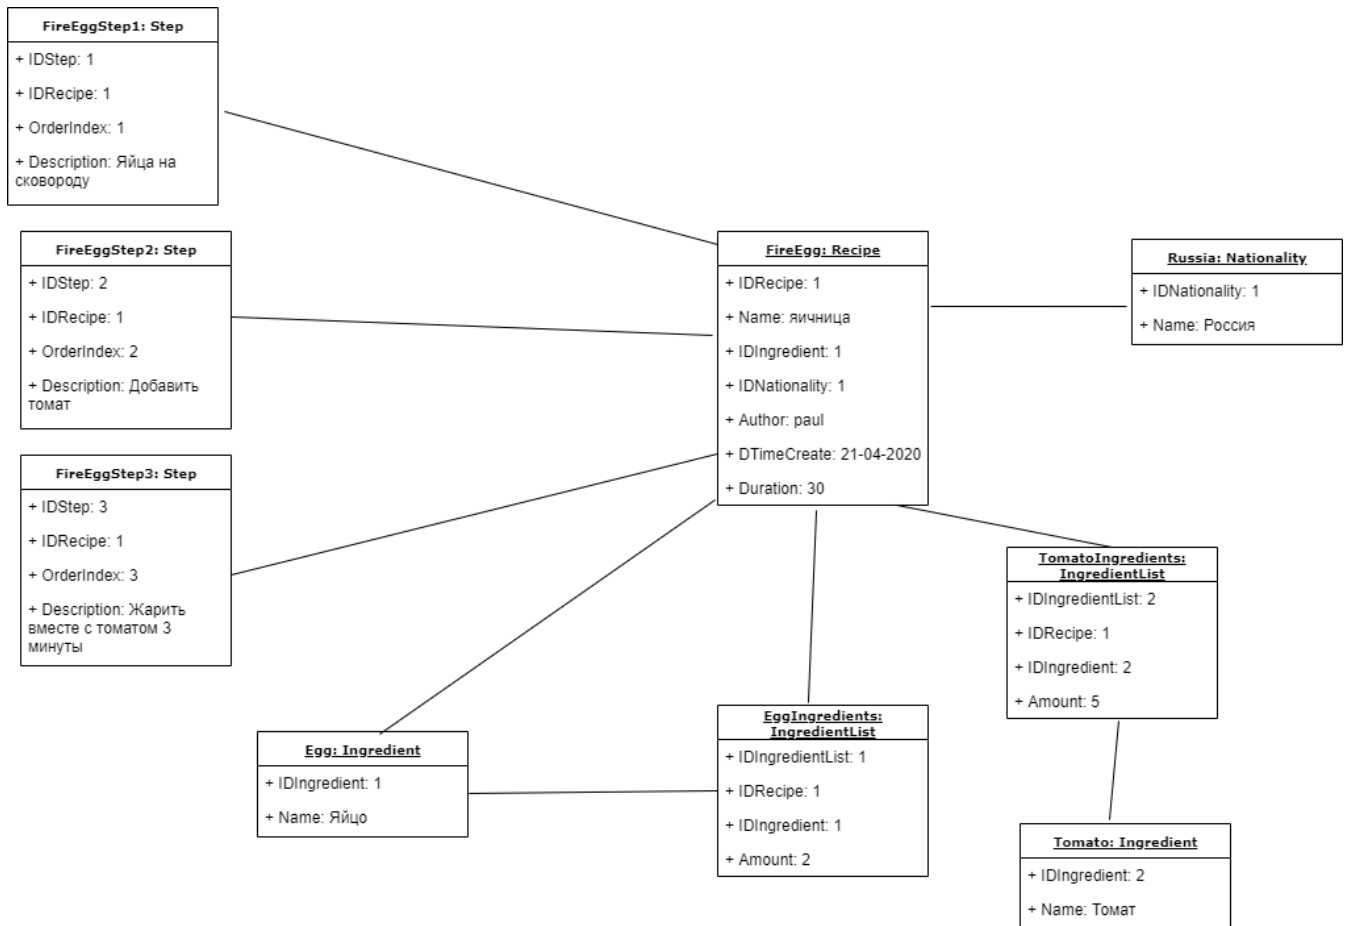 FireEggStep1: Step
+ IDStep: 1
+ IDRecipe: 1
+ OrderIndex: 1
+ Description: Яйца на
сковороду
FireEggStep2: Step
+ IDStep: 2
+ IDRecipe: 1
+ OrderIndex: 2
+ Description: Добавить
томат
FireEggStep3: Step
+ IDStep: 3
+ IDRecipe: 1
+ OrderIndex: 3
+ Description: Жарить
вместе с томатом 3
минуты
FireEgg: Recipe
+ IDRecipe: 1
+ Name: яичница
+ IDIngredient: 1
+ IDNationality: 1
+ Author: paul
+ DTimeCreate: 21-04-2020
+ Duration: 30
Russia: Nationality
+ IDNationality: 1
+ Name: Россия
Egg: Ingredient
+ IDIngredient: 1
+ Name: Яйцо
EggIngredients:
IngredientList
+ IDIngredientList: 1
+ IDRecipe: 1
+ IDIngredient: 1
+ Amount: 2
TomatoIngredients:
IngredientList
+ IDIngredientList: 2
+ IDRecipe: 1
+ IDIngredient: 2
+ Amount: 5
Tomato: Ingredient
+ IDIngredient: 2
+ Name: Томат